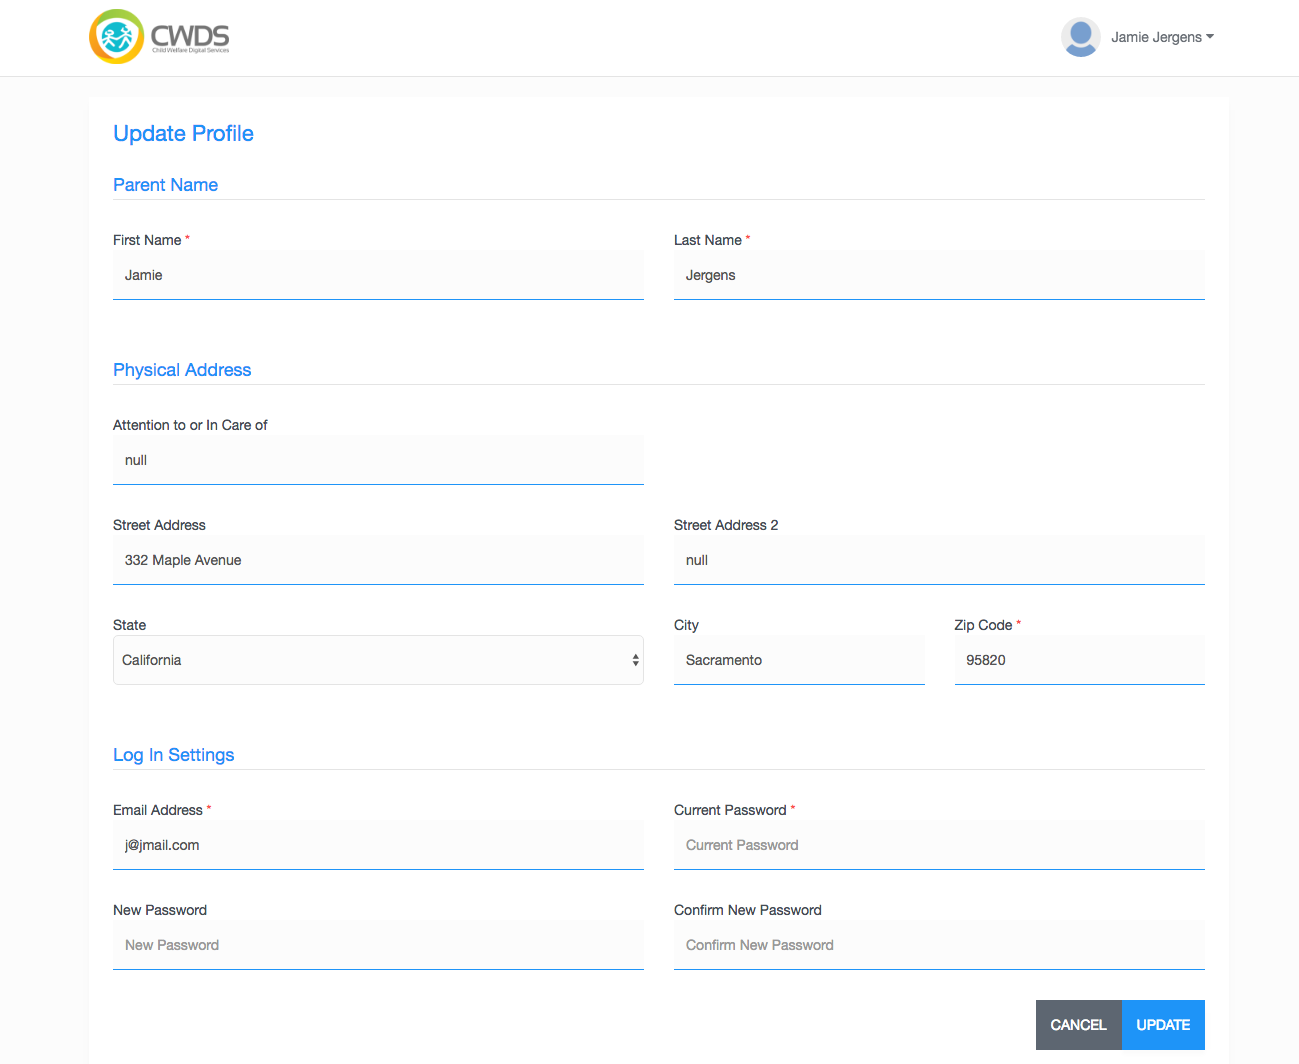 CWDS
Child Welfare Digital Services
Jamie Jergens
Update Profile
Parent Name
First Name *
Last Name *
Jamie
Jergens
Physical Address
Attention to or In Care of
null
Street Address
Street Address 2
332 Maple Avenue
null
State
City
Zip Code *
California
Sacramento
95820
Log In Settings
Email Address *
Current Password *
j@jmail.com
Current Password
New Password
Confirm New Password
New Password
Confirm New Password
CANCEL
UPDATE